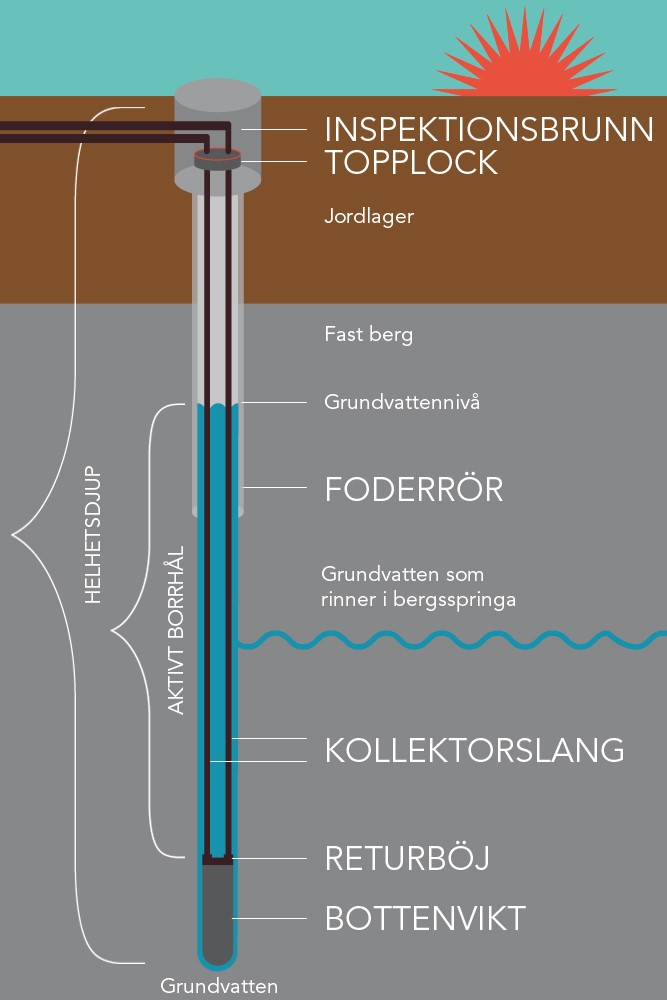 INSPEKTIONSBRUNN
TOPPLOCK
Jordlager
Fast berg
Grundvattennivå
HELHETSDJUP
FODERRÖR
AKTIVT BORRHÅL
Grundvatten som
rinner i bergsspringa
KOLLEKTORSLANG
RETURBÖJ
BOTTENVIKT
Grundvatten